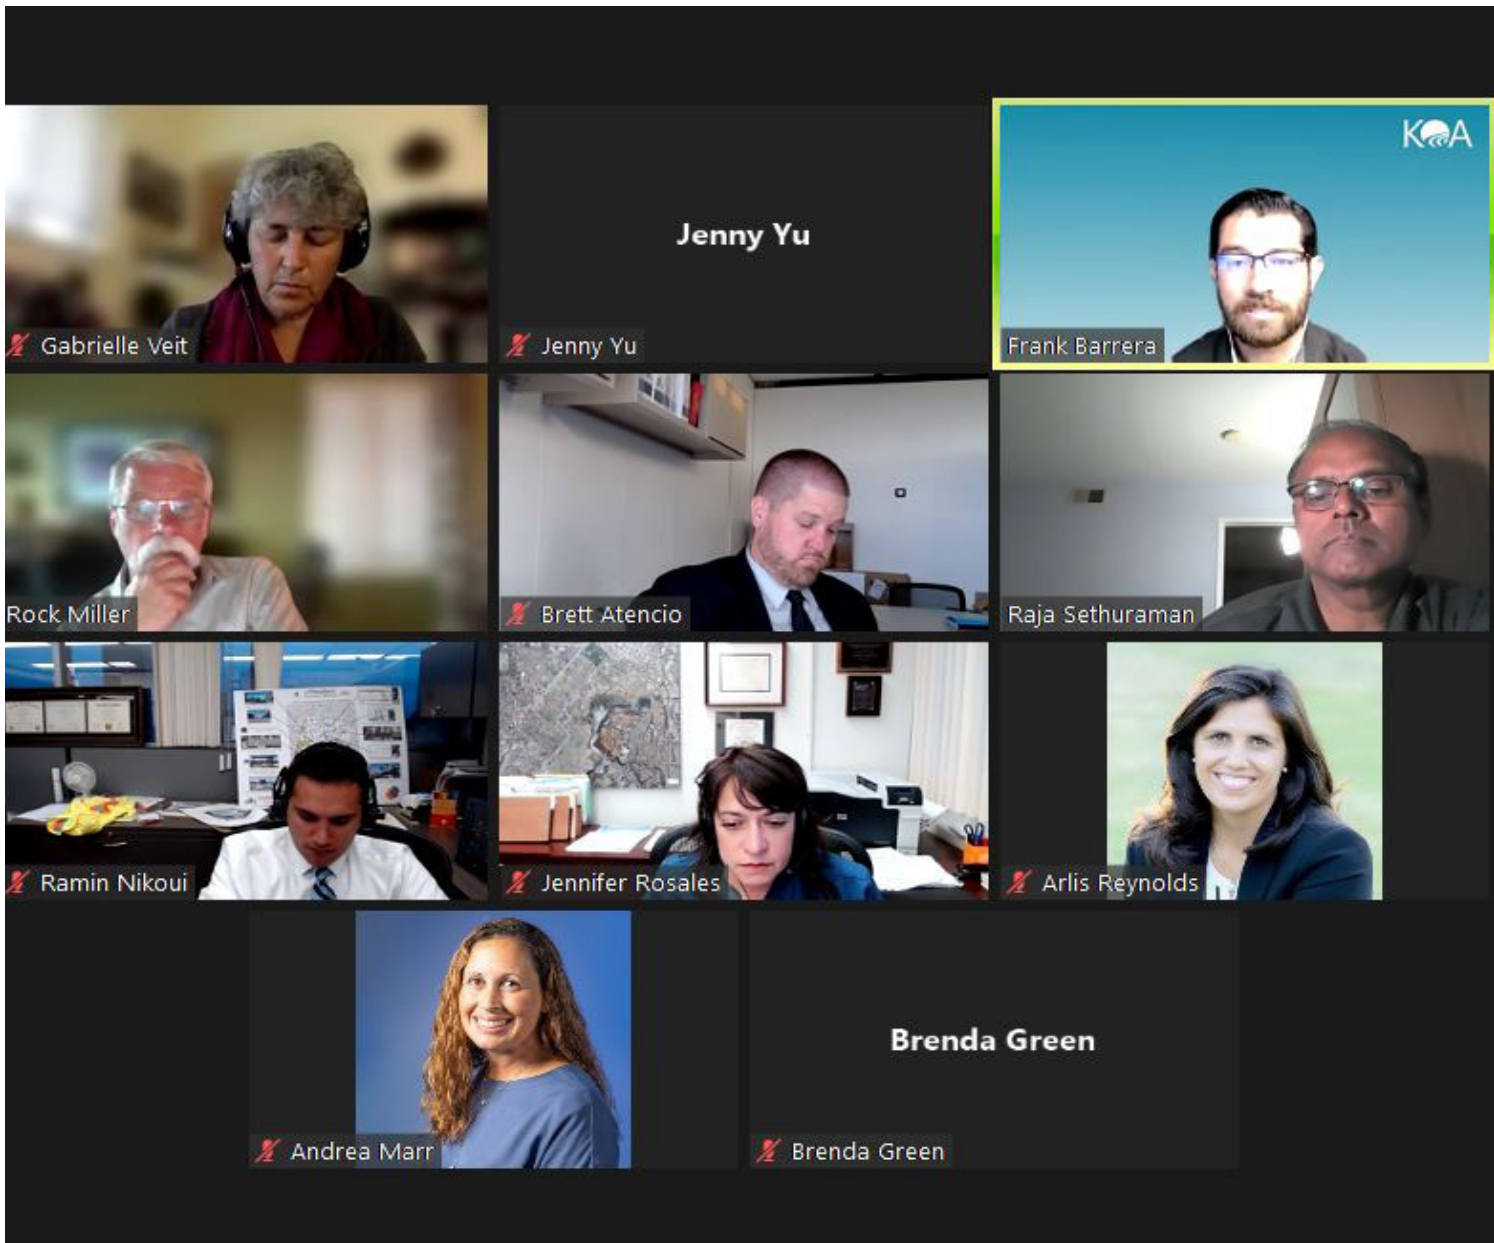 KOA
Jenny Yu
Gabrielle Veit
Jenny Yu
Frank Barrera
Rock Miller
Brett Atencio
Raja Sethuraman
Ramin Nikoui
Jennifer Rosales
Arlis Reynolds
Brenda Green
Andrea Marr
Brenda Green